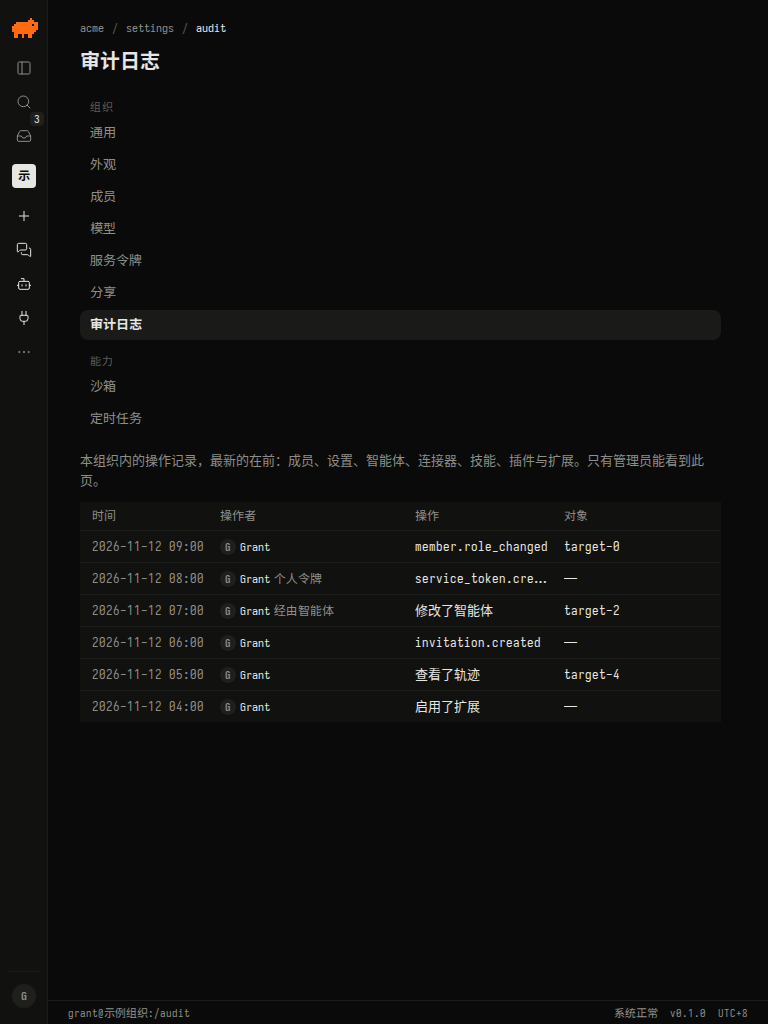 acme / settings / audit
审计日志
3
示
组织
通用
外观
成员
模型
服务令牌
分享
审计日志
能力
沙箱
定时任务
本组织内的操作记录，最新的在前：成员、设置、智能体、连接器、技能、插件与扩展。只有管理员能看到此
页。
时间 操作者 操作 对象
2026-11-12 09:00 G Grant member.role_changed target-0
2026-11-12 08:00 G Grant 个人令牌 service_token.cre… —
2026-11-12 07:00 G Grant 经由智能体 修改了智能体 target-2
2026-11-12 06:00 G Grant invitation.created —
2026-11-12 05:00 G Grant 查看了轨迹 target-4
2026-11-12 04:00 G Grant 启用了扩展 —
G
grant@示例组织:/audit 系统正常 v0.1.0 UTC+8